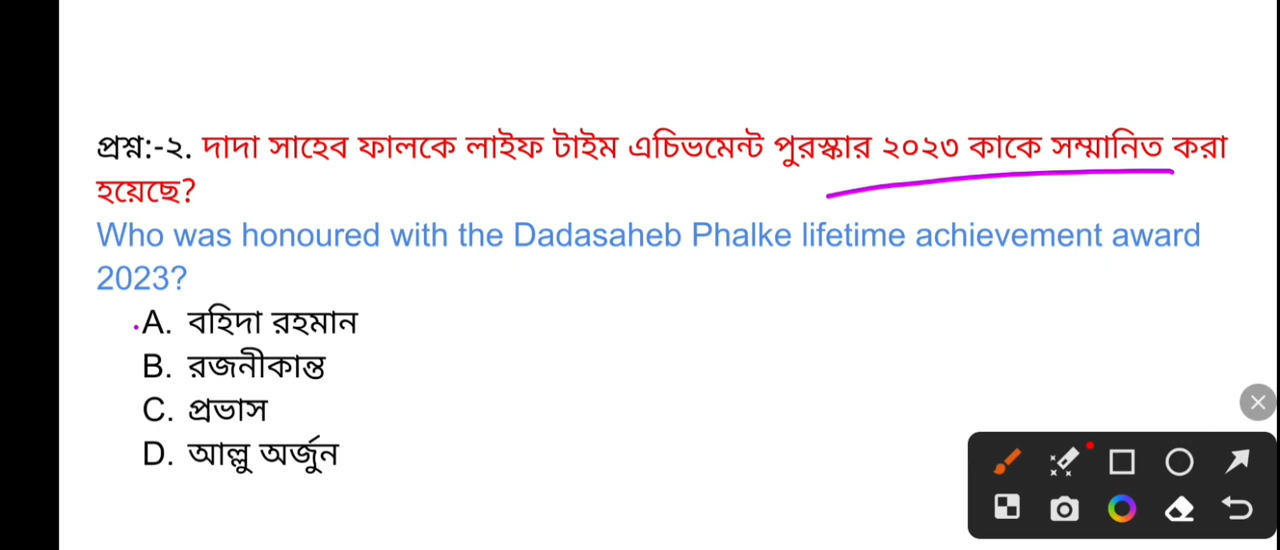 প্রশ্ন:-২. দাদা সাহেব ফালকে লাইফ টাইম এচিভমেন্ট পুরস্কার ২০২৩ কাকে সম্মানিত করা
হয়েছে?
Who was honoured with the Dadasaheb Phalke lifetime achievement award
2023?
A. বহিদা রহমান
B. রজনীকান্ত
C. প্রভাস
D. আল্লু অর্জুন